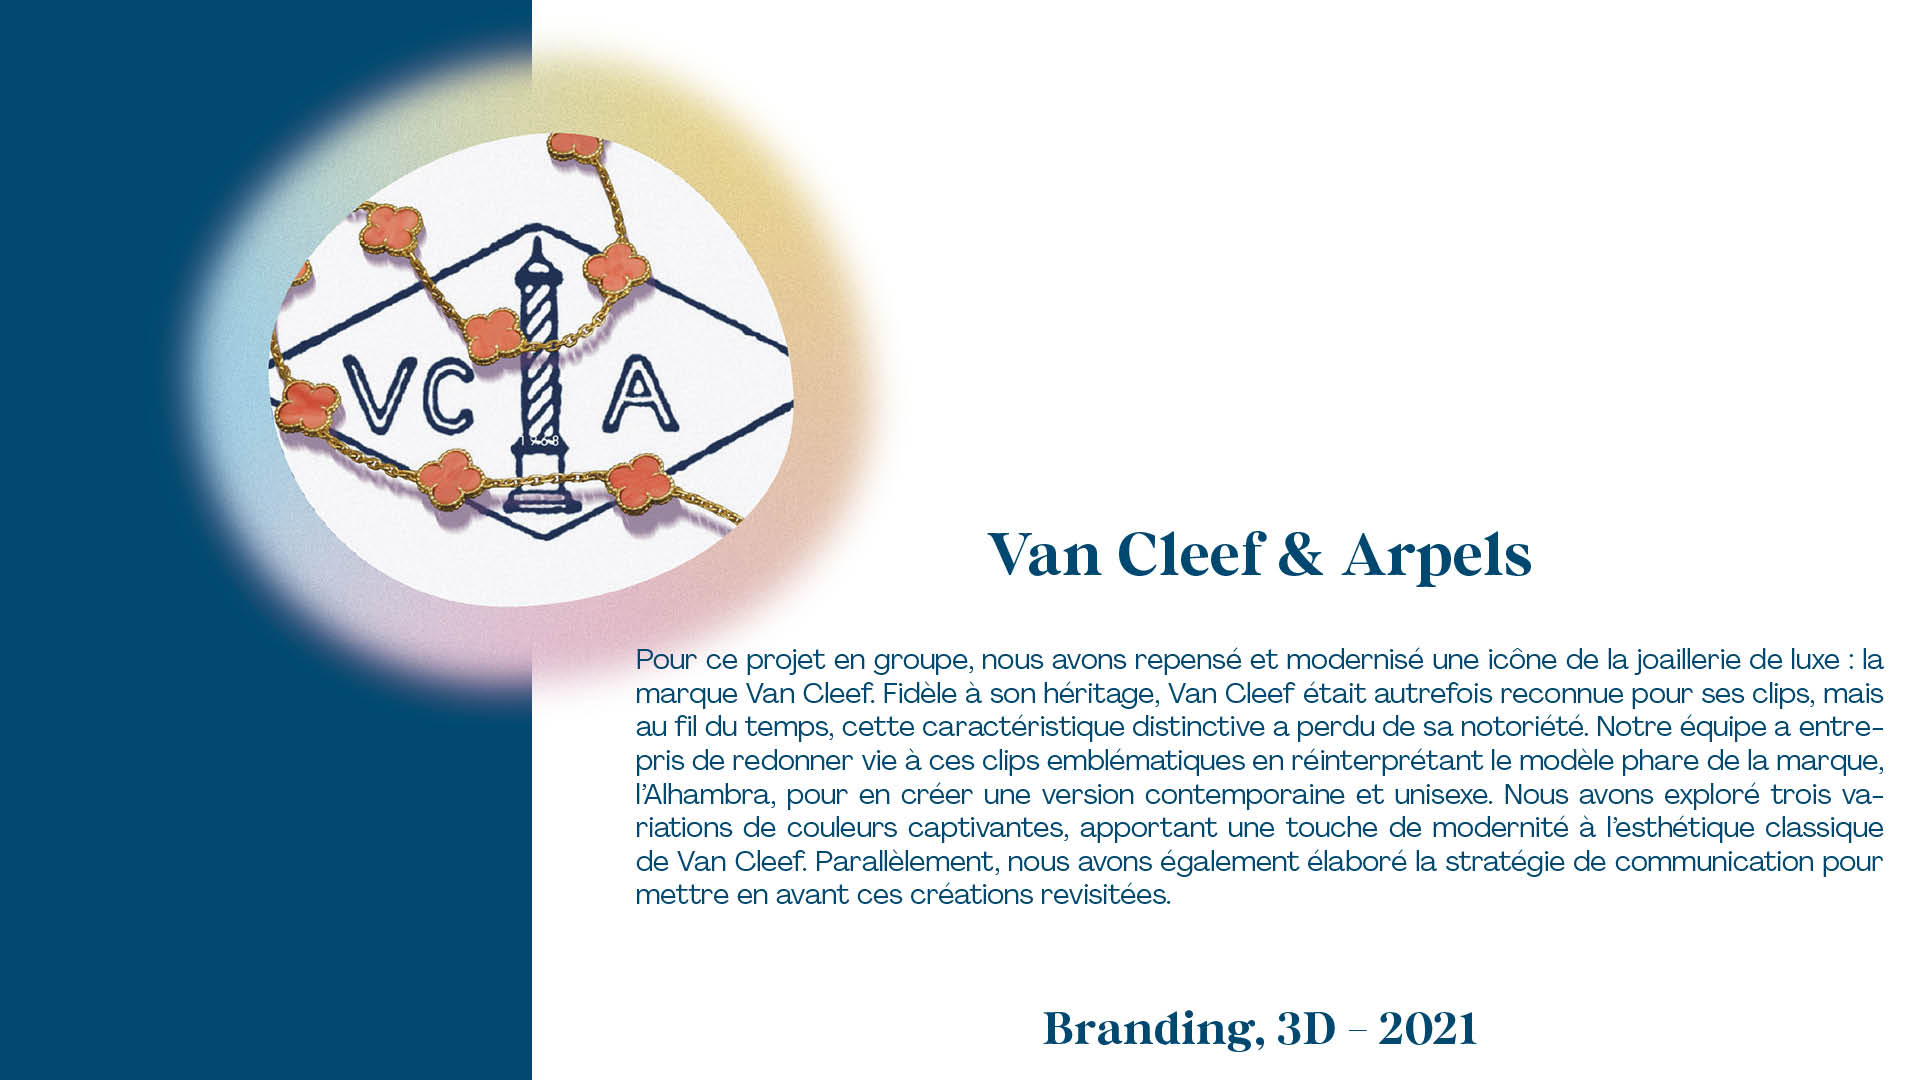 VC A
1968
Van Cleef & Arpels
Pour ce projet en groupe, nous avons repensé et modernisé une icône de la joaillerie de luxe : la
marque Van Cleef. Fidèle à son héritage, Van Cleef était autrefois reconnue pour ses clips, mais
au fil du temps, cette caractéristique distinctive a perdu de sa notoriété. Notre équipe a entre-
pris de redonner vie à ces clips emblématiques en réinterprétant le modèle phare de la marque,
l’Alhambra, pour en créer une version contemporaine et unisexe. Nous avons exploré trois va-
riations de couleurs captivantes, apportant une touche de modernité à l’esthétique classique
de Van Cleef. Parallèlement, nous avons également élaboré la stratégie de communication pour
mettre en avant ces créations revisitées.
Branding, 3D – 2021